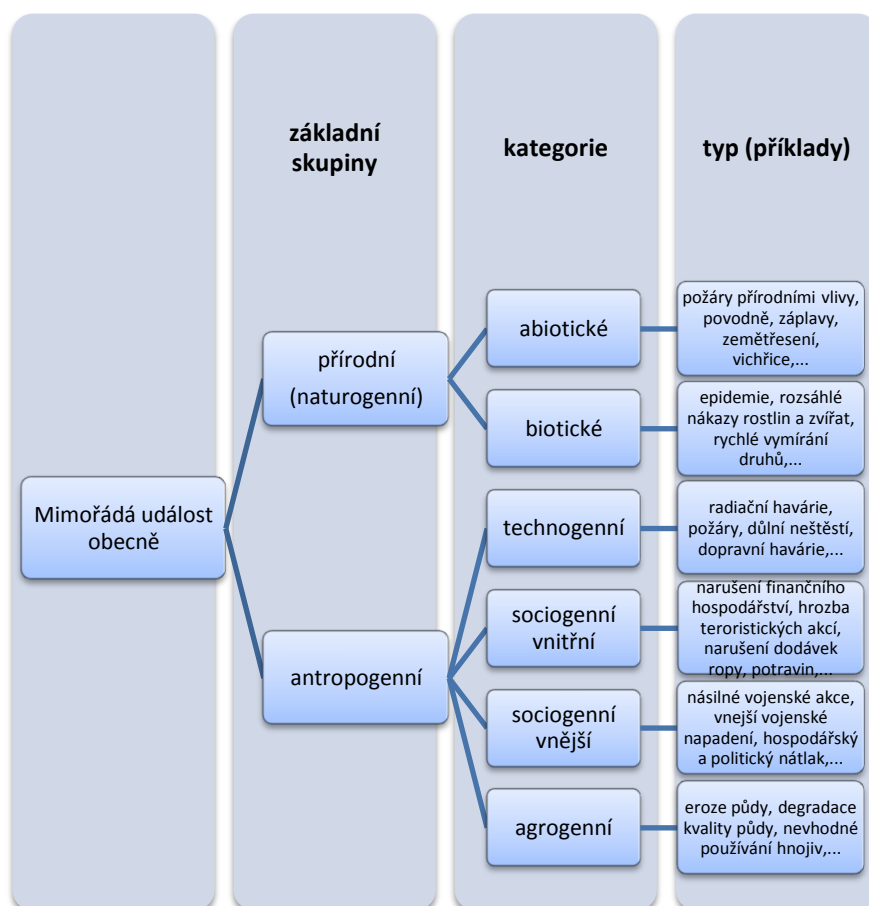 základní
skupiny
kategorie
typ (příklady)
Mimořádá událost
obecně
přírodní
(naturogenní)
abiotické
požáry přírodními vlivy,
povodně, záplavy,
zemětřesení,
vichřice,...
biotické
epidemie, rozsáhlé
nákazy rostlin a zvířat,
rychlé vymírání
druhů,...
antropogenní
technogenní
radiační havárie,
požáry, důlní neštěstí,
dopravní havárie,...
sociogenní
vnitřní
narušení finančního
hospodářství, hrozba
teroristických akcí,
narušení dodávek
ropy, potravin,...
sociogenní
vnější
násilné vojenské akce,
vnejší vojenské
napadení, hospodářský
a politický nátlak,...
agrogenní
eroze půdy, degradace
kvality půdy, nevhodné
používání hnojiv,...